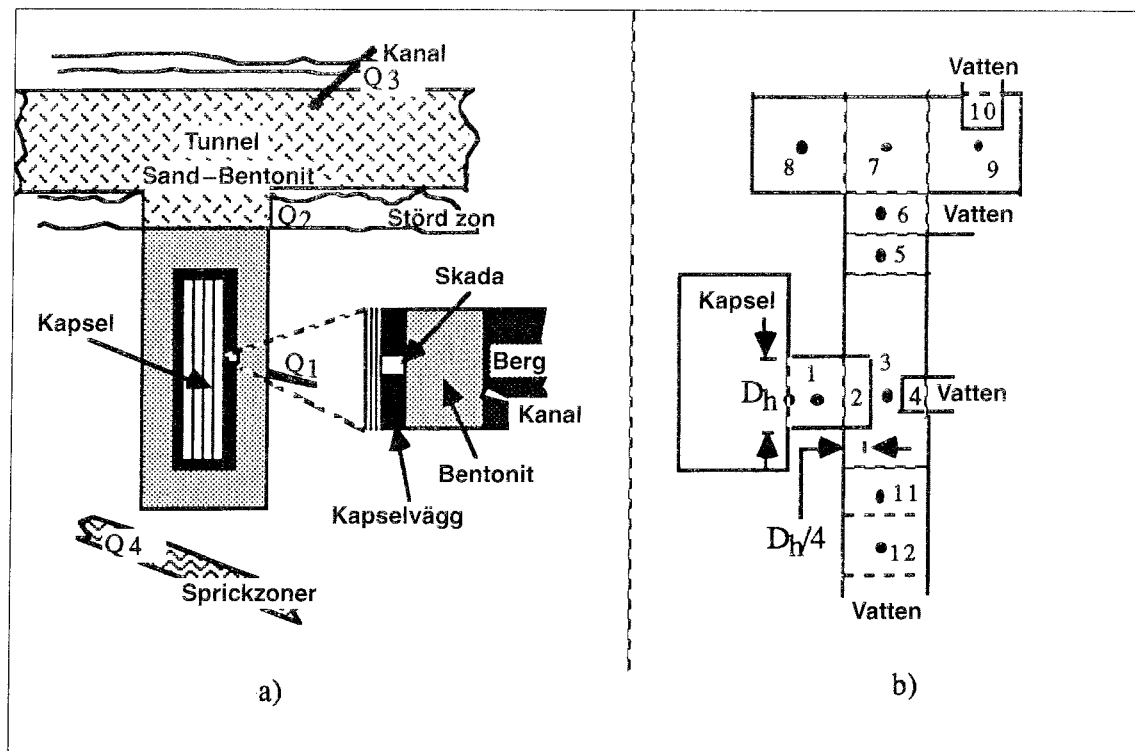 Kanal
Q3
Tunnel
Sand–Bentonit
Q2
Störd zon
Skada
Kapsel
Q1
Berg
Kanal
Bentonit
Kapselvägg
Q4
Sprickzoner
a)
b)
Vatten
10
8
7
9
6
Vatten
5
Kapsel
3
1
2
4
Vatten
Dh
11
Dh/4
12
Vatten